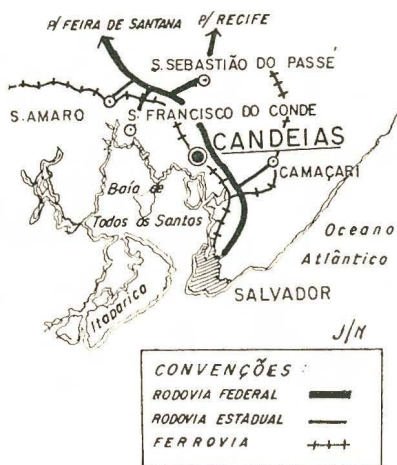 P/ FEIRA DE SANTANA
P/ RECIFE
S. SEBASTIÃO DO PASSÉ
S. AMARO
S. FRANCISCO DO CONDE
CANDEIAS
CAMAÇARI
Baía de
Todos os Santos
Oceano
Atlântico
Itaparica
SALVADOR
J/M
CONVENÇÕES :
RODOVIA FEDERAL
RODOVIA ESTADUAL
FERROVIA